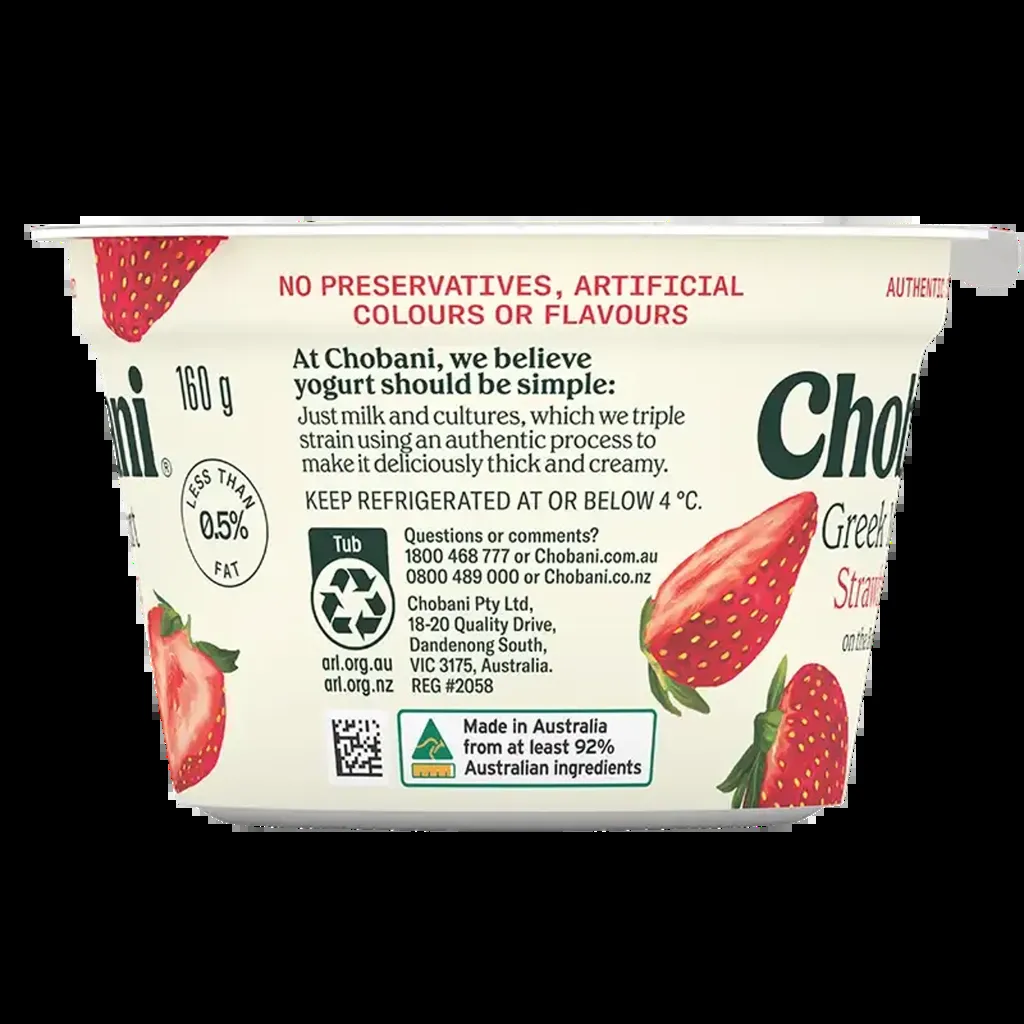 NO PRESERVATIVES, ARTIFICIAL
COLOURS OR FLAVOURS
160 g
LESS THAN
0.5%
FAT
At Chobani, we believe
yogurt should be simple:
Just milk and cultures, which we triple
strain using an authentic process to
make it deliciously thick and creamy.
KEEP REFRIGERATED AT OR BELOW 4 °C.
Tub
arl.org.au
arl.org.nz
Questions or comments?
1800 468 777 or Chobani.com.au
0800 489 000 or Chobani.co.nz
Chobani Pty Ltd,
18-20 Quality Drive,
Dandenong South,
VIC 3175, Australia.
REG #2058
Made in Australia
from at least 92%
Australian ingredients
Greek